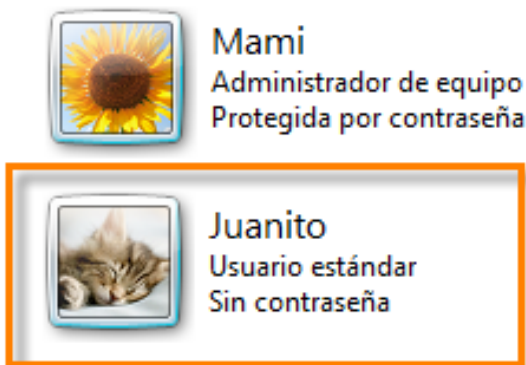 Mami
Administrador de equipo
Protegida por contraseña
Juanito
Usuario estándar
Sin contraseña